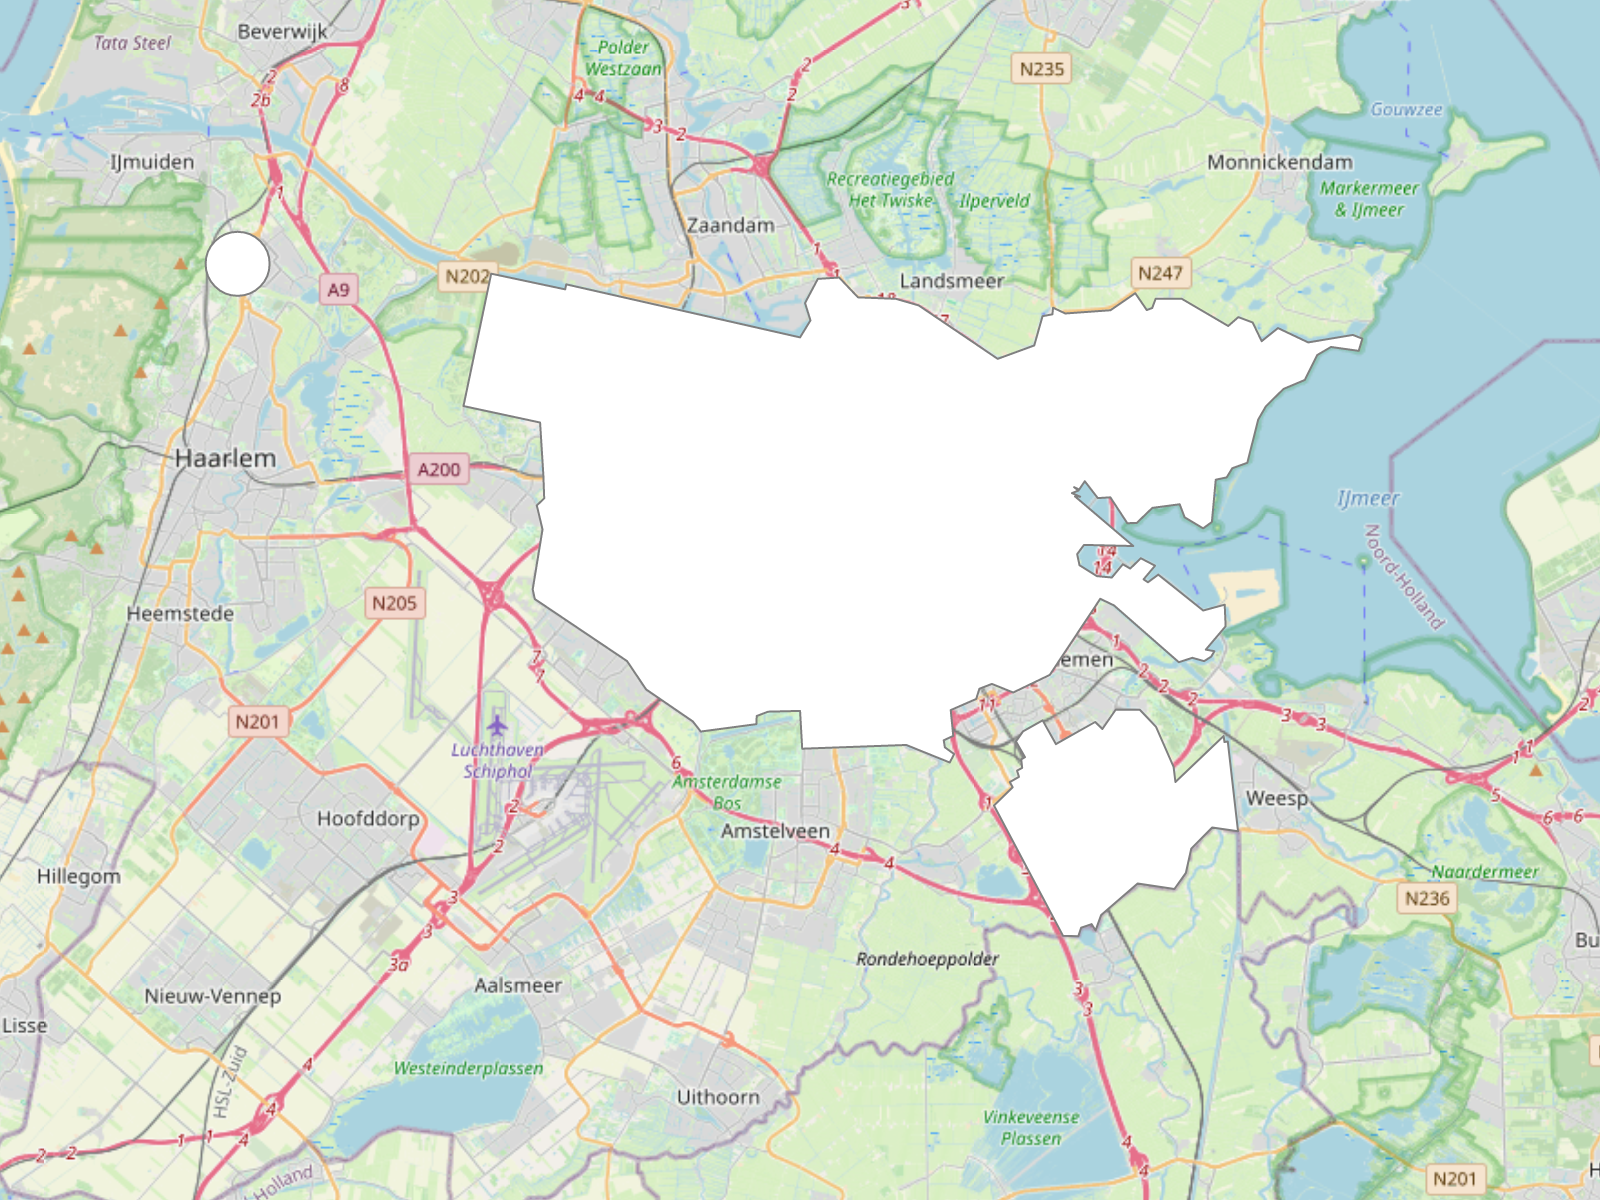 Beverwijk
Tata Steel
Polder
Westzaan
N235
Gouwzee
3
2
2
8
2b
4
4
2
3
2
IJmuiden
1
Monnickendam
Recreatiegebied
Het Twiske
Ilperveld
Markermeer
& IJmeer
Zaandam
1
1
N202
Landsmeer
N247
A9
Haarlem
A200
IJmeer
Noord-Holland
14
14
N205
Heemstede
1
emen
7
7
2
2
2
2
N201
11
3
3
1
1
Luchthaven
Schiphol
6
Amsterdamse
Bos
Weesp
5
6
6
Hoofddorp
2
1
Amstelveen
2
4
4
Hillegom
Naardermeer
3
N236
3
Bu
3a
Rondehoeppolder
Aalsmeer
Nieuw-Vennep
3
3
Lisse
4
HSL-Zuid
Westeinderplassen
Uithoorn
4
Vinkeveense
Plassen
4
1
1
2
2
4
4
N201
Holland
H